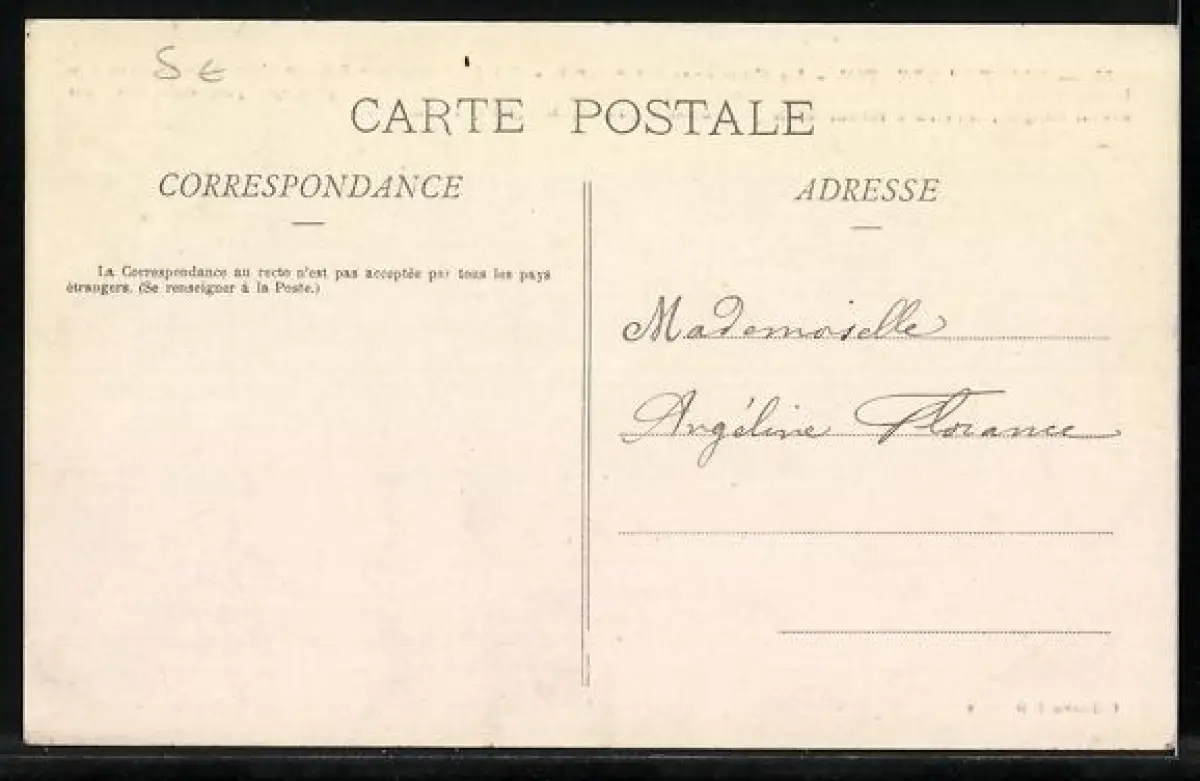 5 €
CARTE POSTALE
CORRESPONDANCE
ADRESSE
La Correspondance au recto n'est pas acceptée par tous les pays
étrangers. (Se renseigner à la Poste.)
Mademoiselle
Angéline Florance